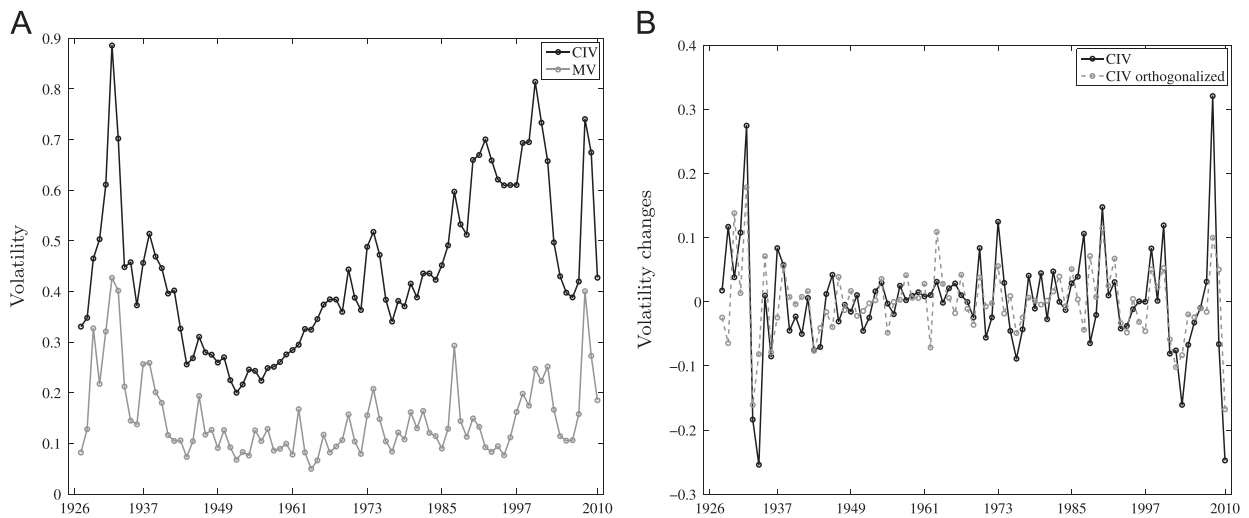 A
Volatility
0.9
0.8
0.7
0.6
0.5
0.4
0.3
0.2
0.1
0
1926 1937 1949 1961 1973 1985 1997 2010
CIV
MV
B
Volatility changes
0.4
0.3
0.2
0.1
0
−0.1
−0.2
−0.3
1926 1937 1949 1961 1973 1985 1997 2010
CIV
CIV orthogonalized